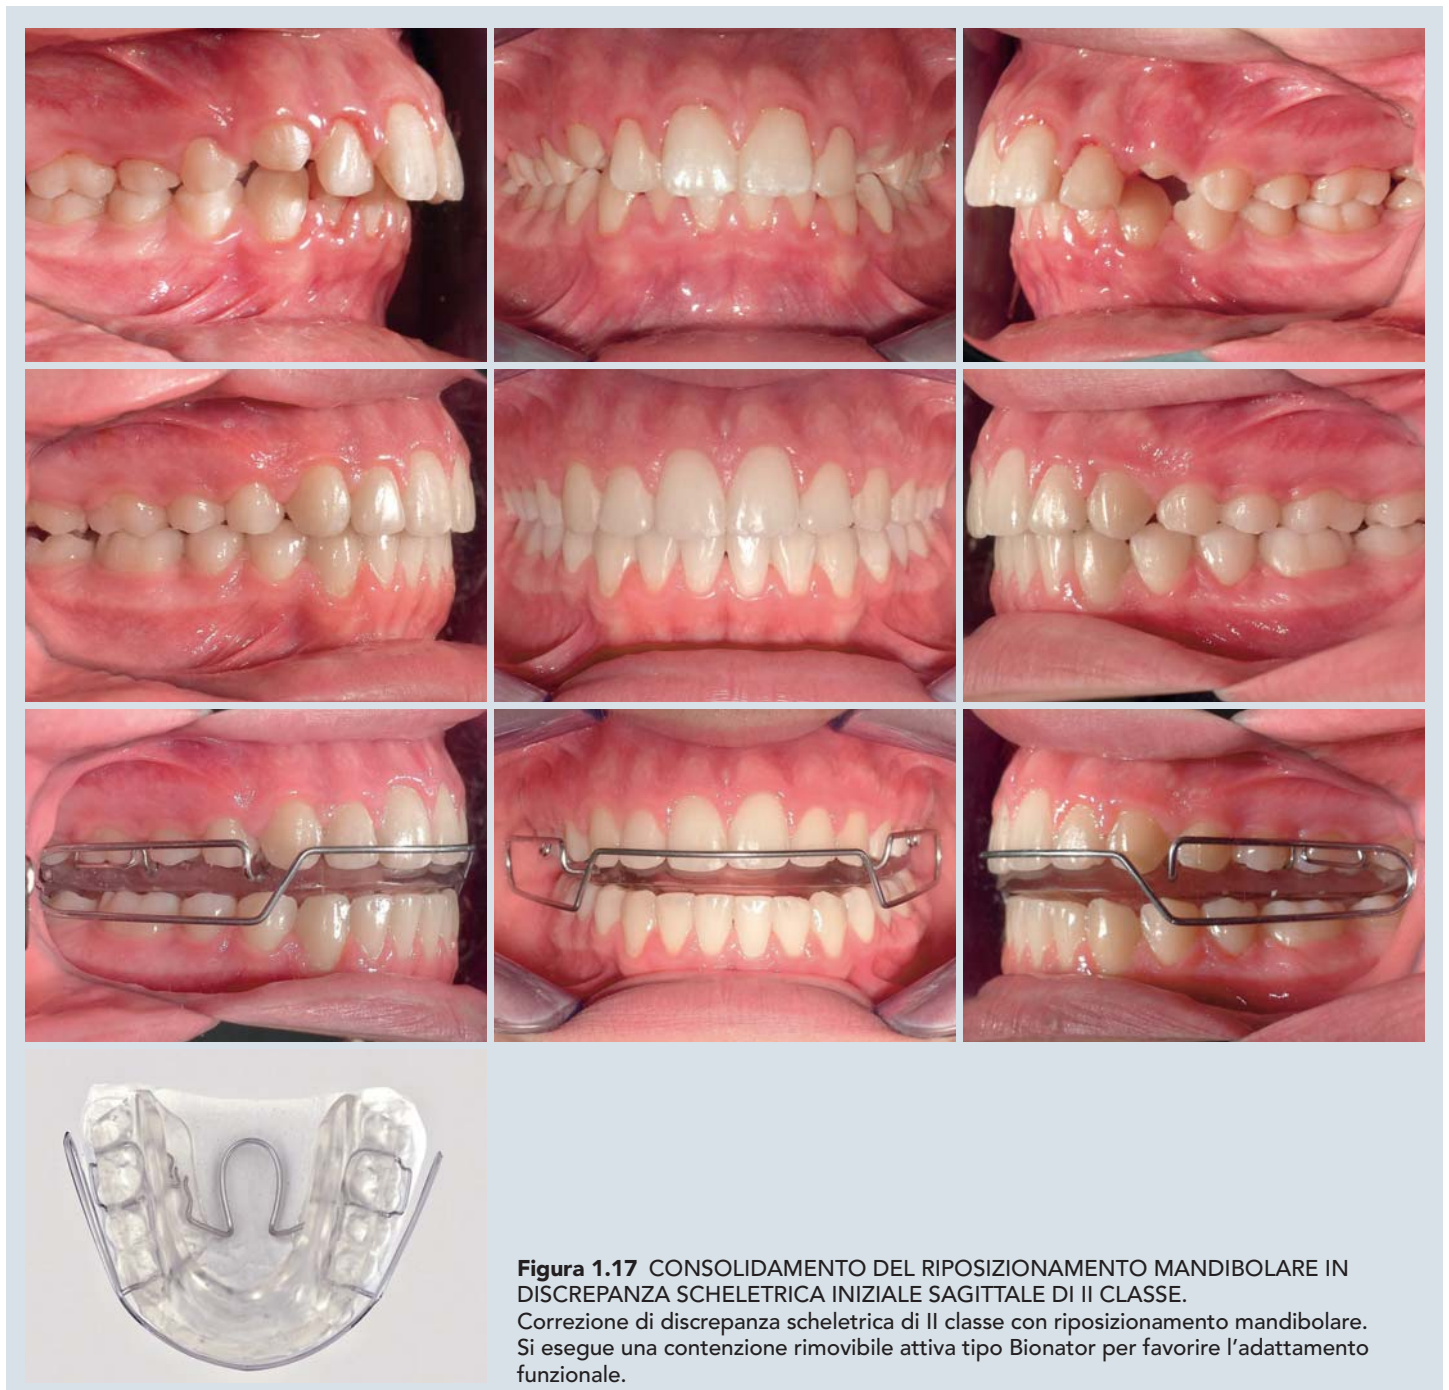 Figura 1.17 CONSOLIDAMENTO DEL RIPOSIZIONAMENTO MANDIBOLARE IN
DISCREPANZA SCHELETRICA INIZIALE SAGITTALE DI II CLASSE.
Correzione di discrepanza scheletrica di II classe con riposizionamento mandibolare.
Si esegue una contenzione rimovibile attiva tipo Bionator per favorire l’adattamento
funzionale.